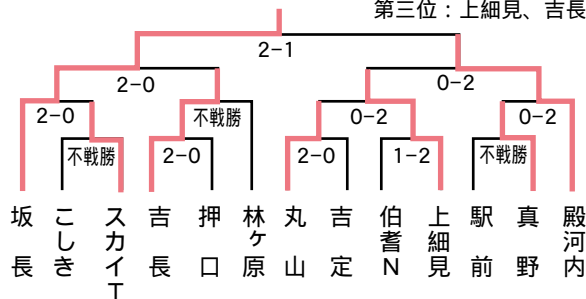 第三位：上細見、吉長
2-1
2-0
0-2
2-0
不戦勝
0-2
0-2
不戦勝
2-0
2-0
1-2
不戦勝
坂長
こしき
スカイT
吉長
押口
林ヶ原
丸山
吉定
伯耆N
上細見
駅前
真野
殿河内